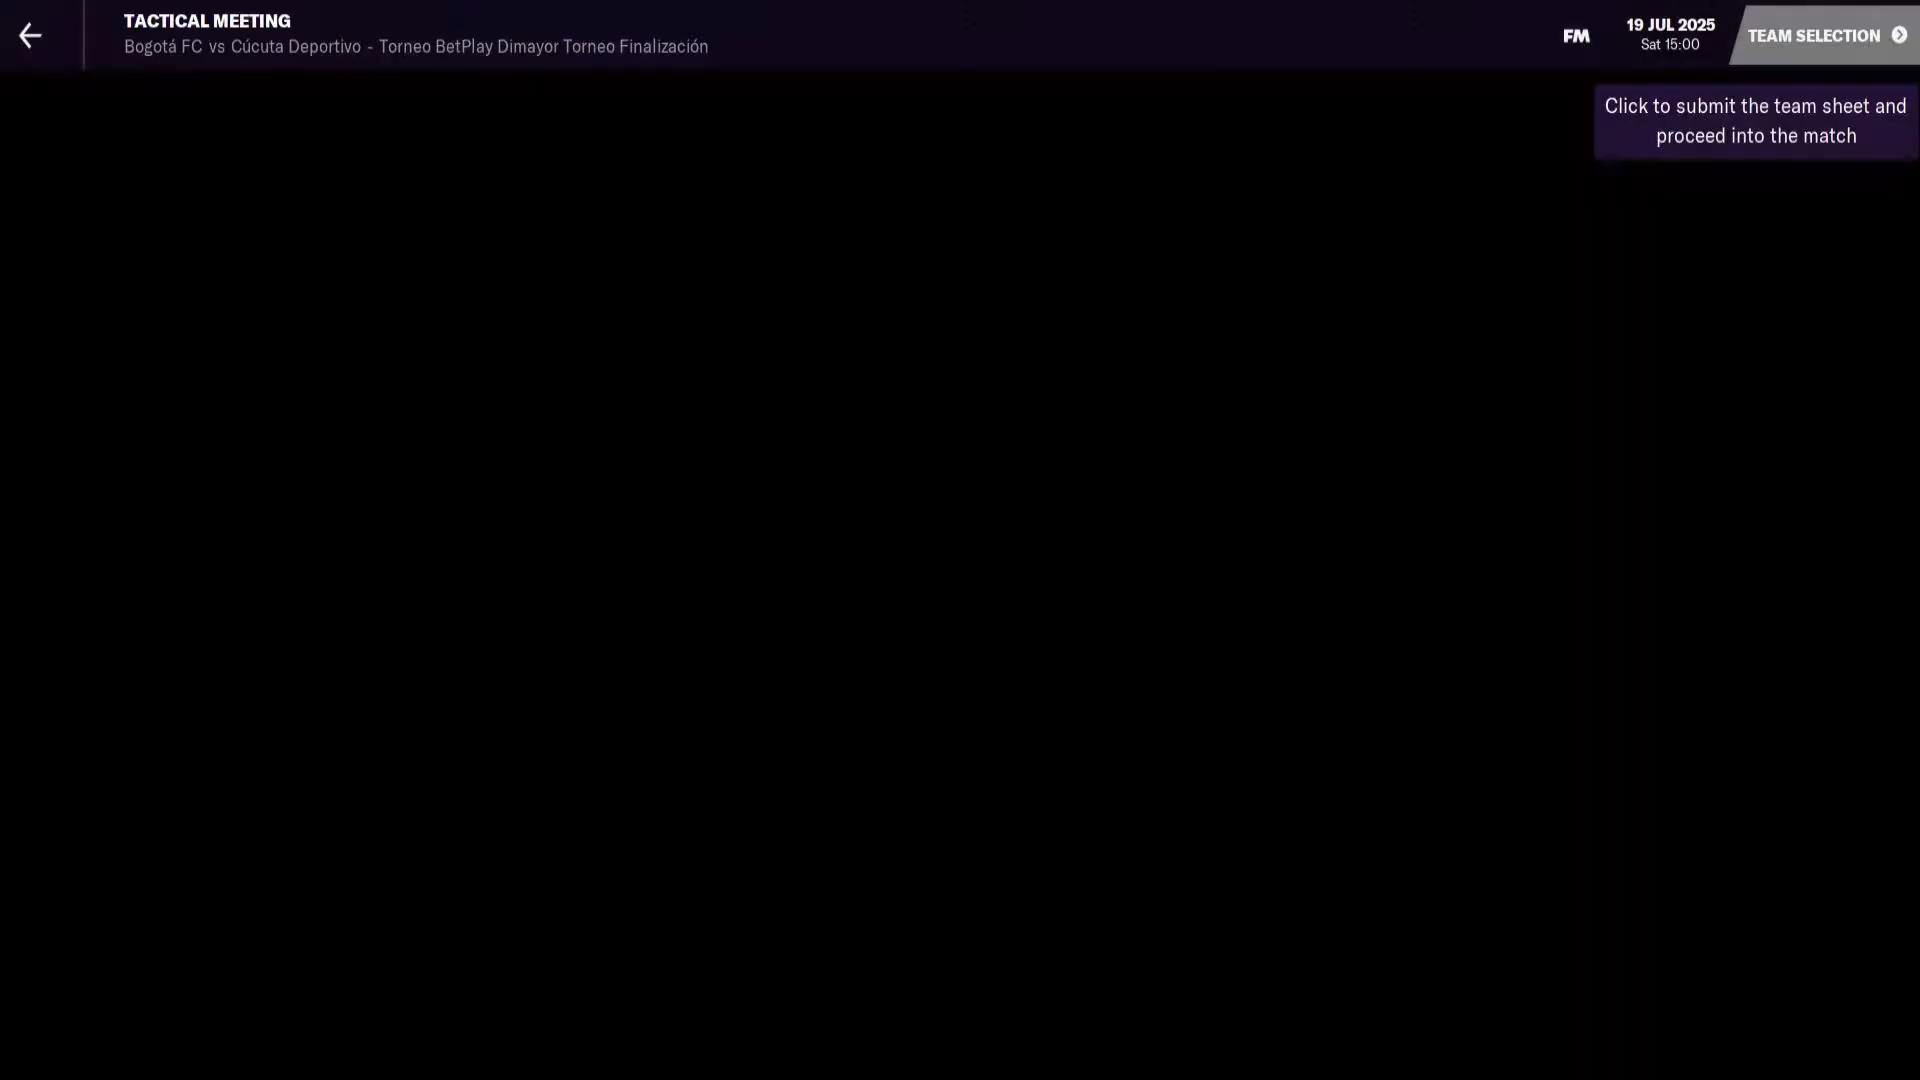 TACTICAL MEETING
Bogotá FC vs Cúcuta Deportivo - Torneo BetPlay Dimayor Torneo Finalización
FM
19 JUL 2025
Sat 15:00
TEAM SELECTION
Click to submit the team sheet and
proceed into the match